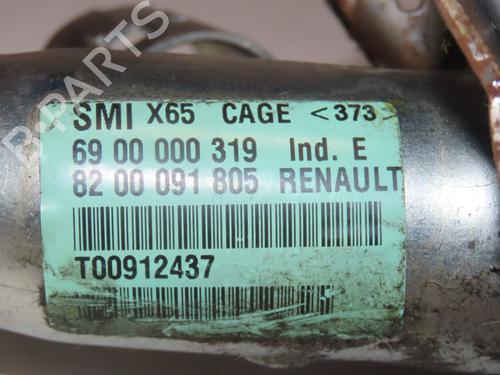 SMI X65 CAGE <373>
69 00 000 319 Ind. E
82 00 091 805 RENAULT
T00912437
B-PARTS